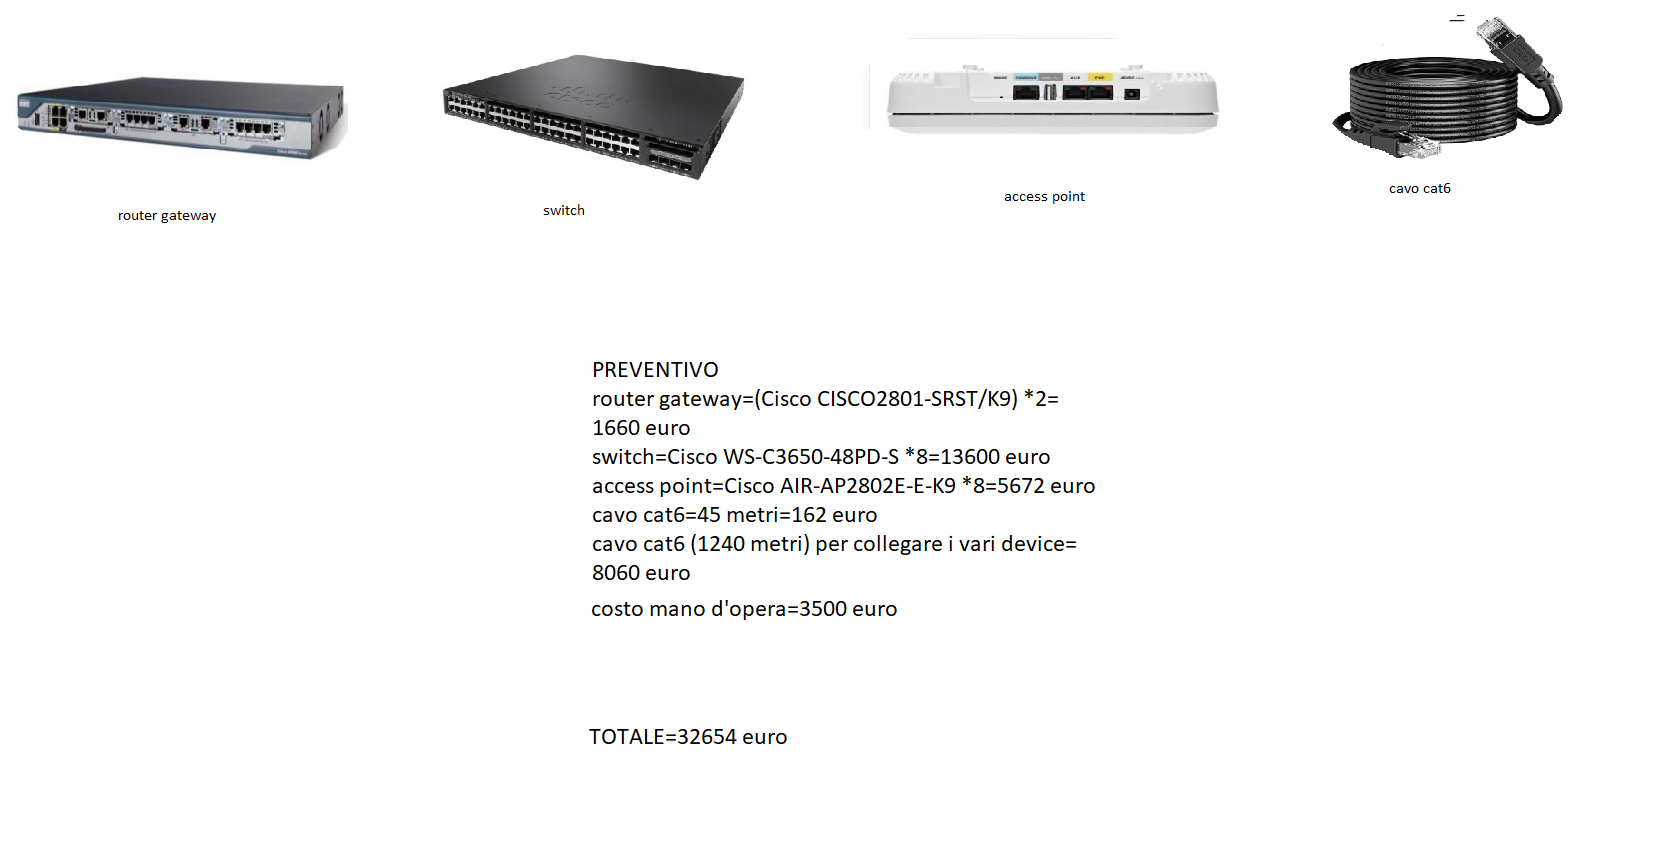 router gateway
switch
access point
cavo cat6
PREVENTIVO
router gateway=(Cisco CISCO2801-SRST/K9) *2=
1660 euro
switch=Cisco WS-C3650-48PD-S *8=13600 euro
access point=Cisco AIR-AP2802E-E-K9 *8=5672 euro
cavo cat6=45 metri=162 euro
cavo cat6 (1240 metri) per collegare i vari device=
8060 euro
costo mano d'opera=3500 euro
TOTALE=32654 euro